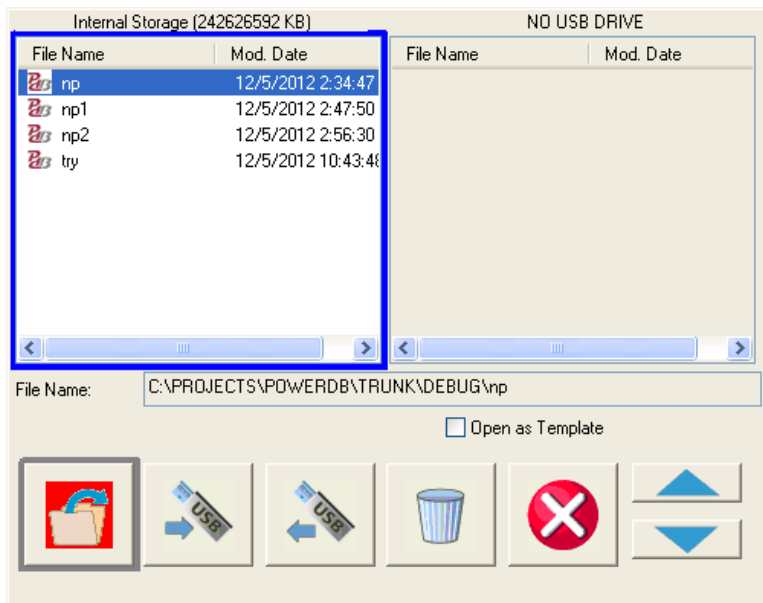 Internal Storage (242626592 KB)
NO USB DRIVE
File Name Mod. Date
File Name Mod. Date
np 12/5/2012 2:34:47
np1 12/5/2012 2:47:50
np2 12/5/2012 2:56:30
try 12/5/2012 10:43:48
File Name: C:\PROJECTS\POWERDB\TRUNK\DEBUG\np
Open as Template
USB
USB